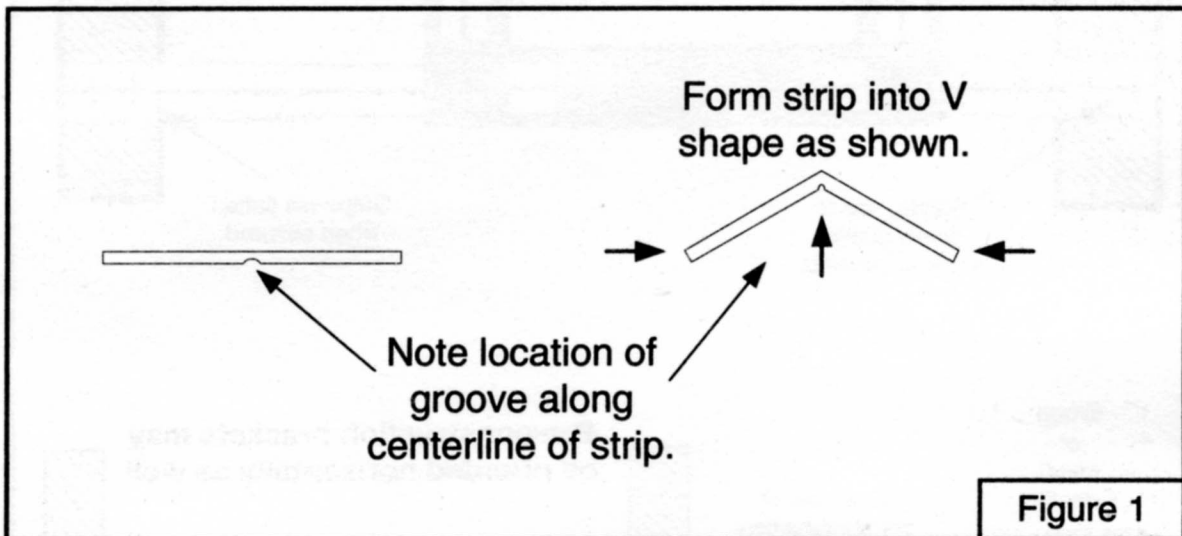 Form strip into V
shape as shown.
Note location of
groove along
centerline of strip.
Figure 1